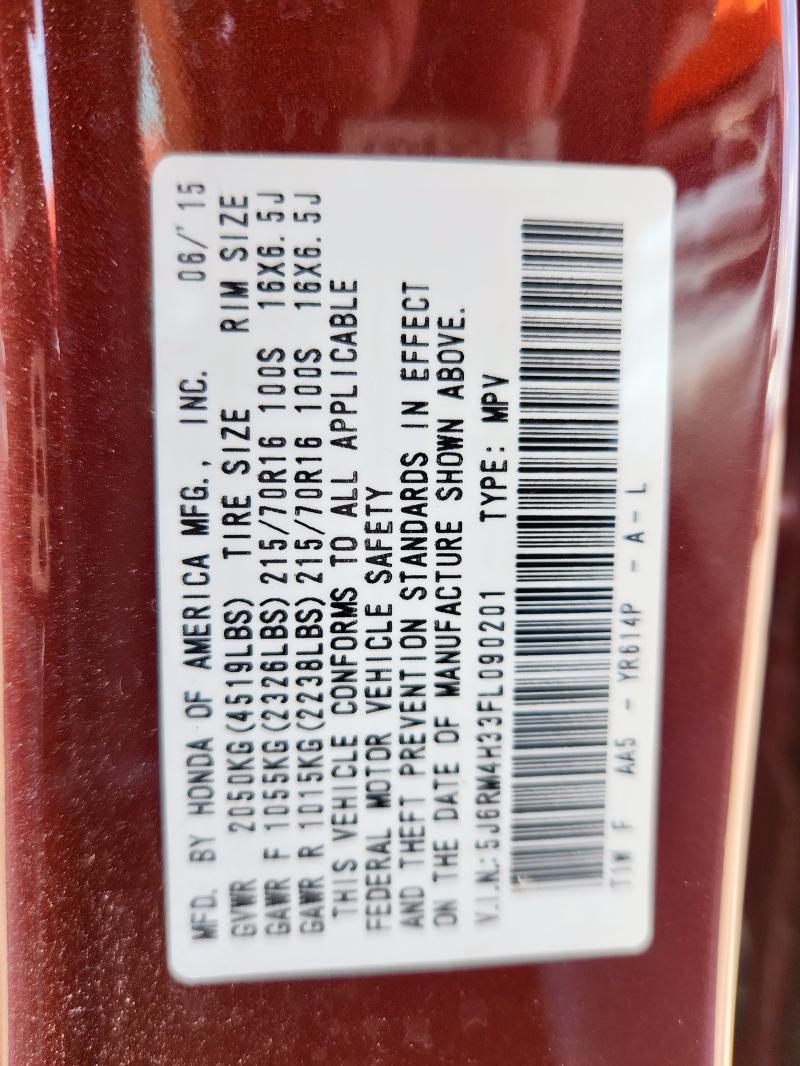 MFD. BY HONDA OF AMERICA MFG., INC. 06/'15
GVWR 2050KG(4519LBS) TIRE SIZE RIM SIZE
GAWR F 1055KG(2326LBS) 215/70R16 100S 16X6.5J
GAWR R 1015KG(2238LBS) 215/70R16 100S 16X6.5J
THIS VEHICLE CONFORMS TO ALL APPLICABLE
FEDERAL MOTOR VEHICLE SAFETY
AND THEFT PREVENTION STANDARDS IN EFFECT
ON THE DATE OF MANUFACTURE SHOWN ABOVE.
V.I.N.:5J6RM4H33FL090201 TYPE: MPV
T1W F AA5 - YR614P - A - L